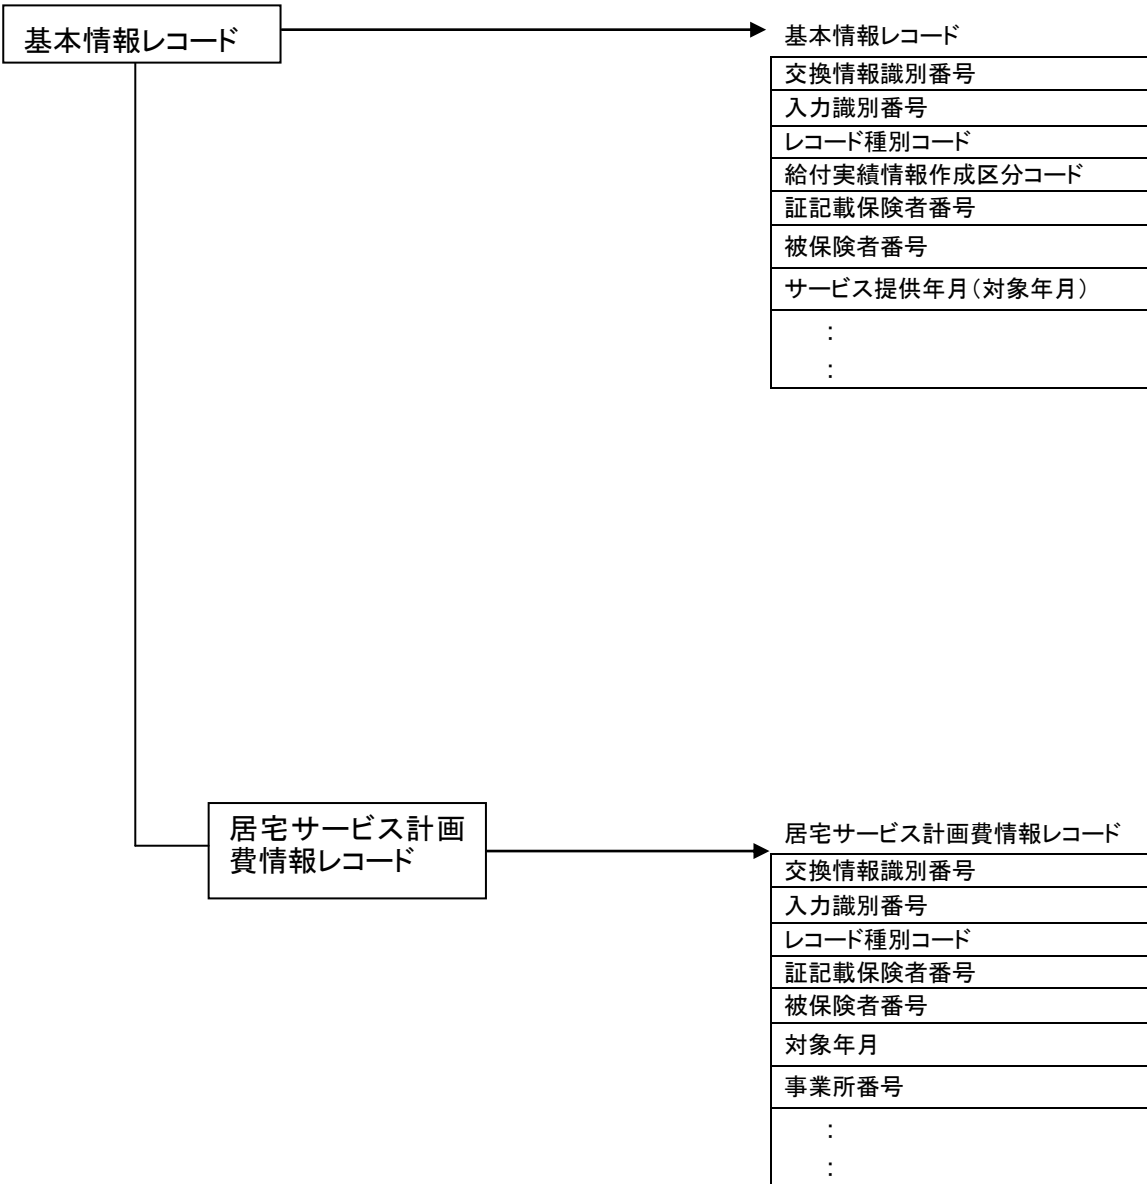 基本情報レコード
基本情報レコード
交換情報識別番号
入力識別番号
レコード種別コード
給付実績情報作成区分コード
証記載保険者番号
被保険者番号
サービス提供年月(対象年月)
:
:
居宅サービス計画
費情報レコード
居宅サービス計画費情報レコード
交換情報識別番号
入力識別番号
レコード種別コード
証記載保険者番号
被保険者番号
対象年月
事業所番号
:
: